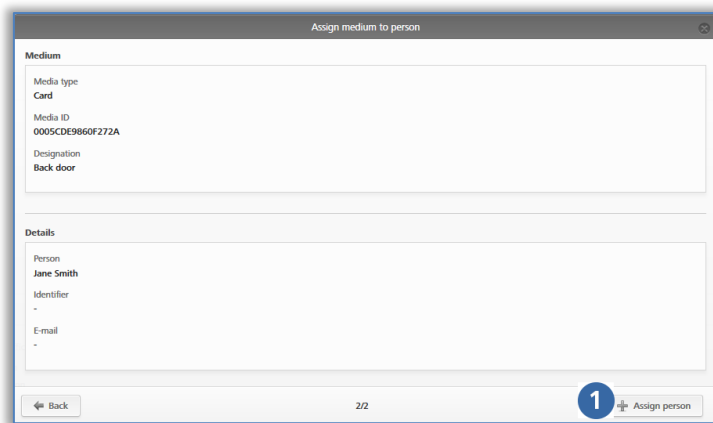 Assign medium to person
Medium
Media type
Card
Media ID
0005CDE9860F272A
Designation
Back door
Details
Person
Jane Smith
Identifier
-
E-mail
-
Back
2/2
1
Assign person